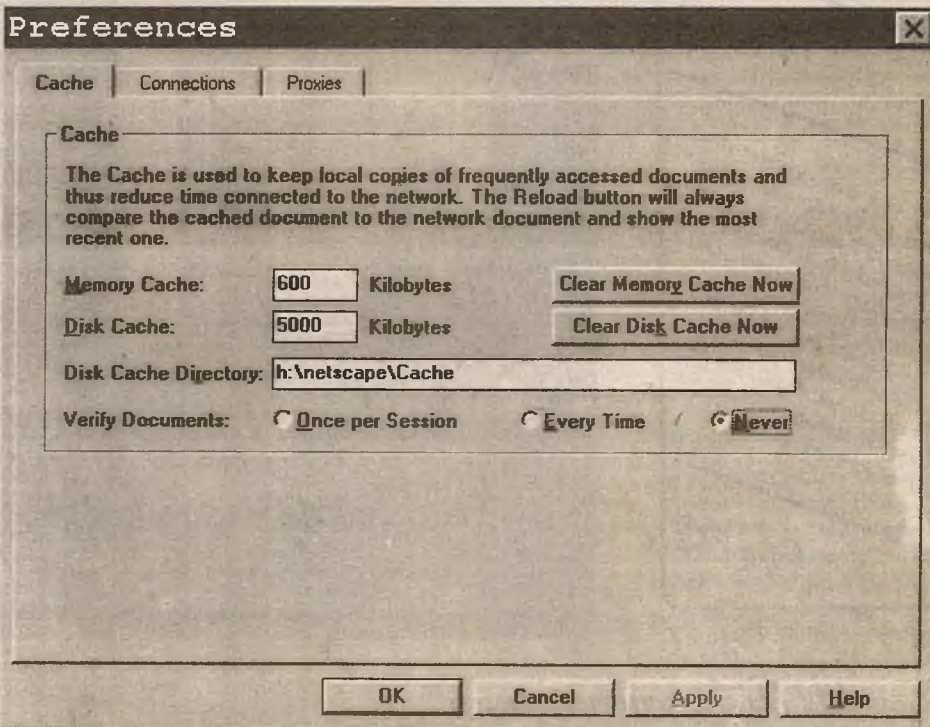 Preferences
Cache Connections Proxies
Cache
The Cache is used to keep local copies of frequently accessed documents and
thus reduce time connected to the network. The Reload button will always
compare the cached document to the network document and show the most
recent one.
Memory Cache: 600 Kilobytes Clear Memory Cache Now
Disk Cache: 5000 Kilobytes Clear Disk Cache Now
Disk Cache Directory: h:\netscape\Cache
Verify Documents: Once per Session Every Time Never
OK Cancel Apply Help